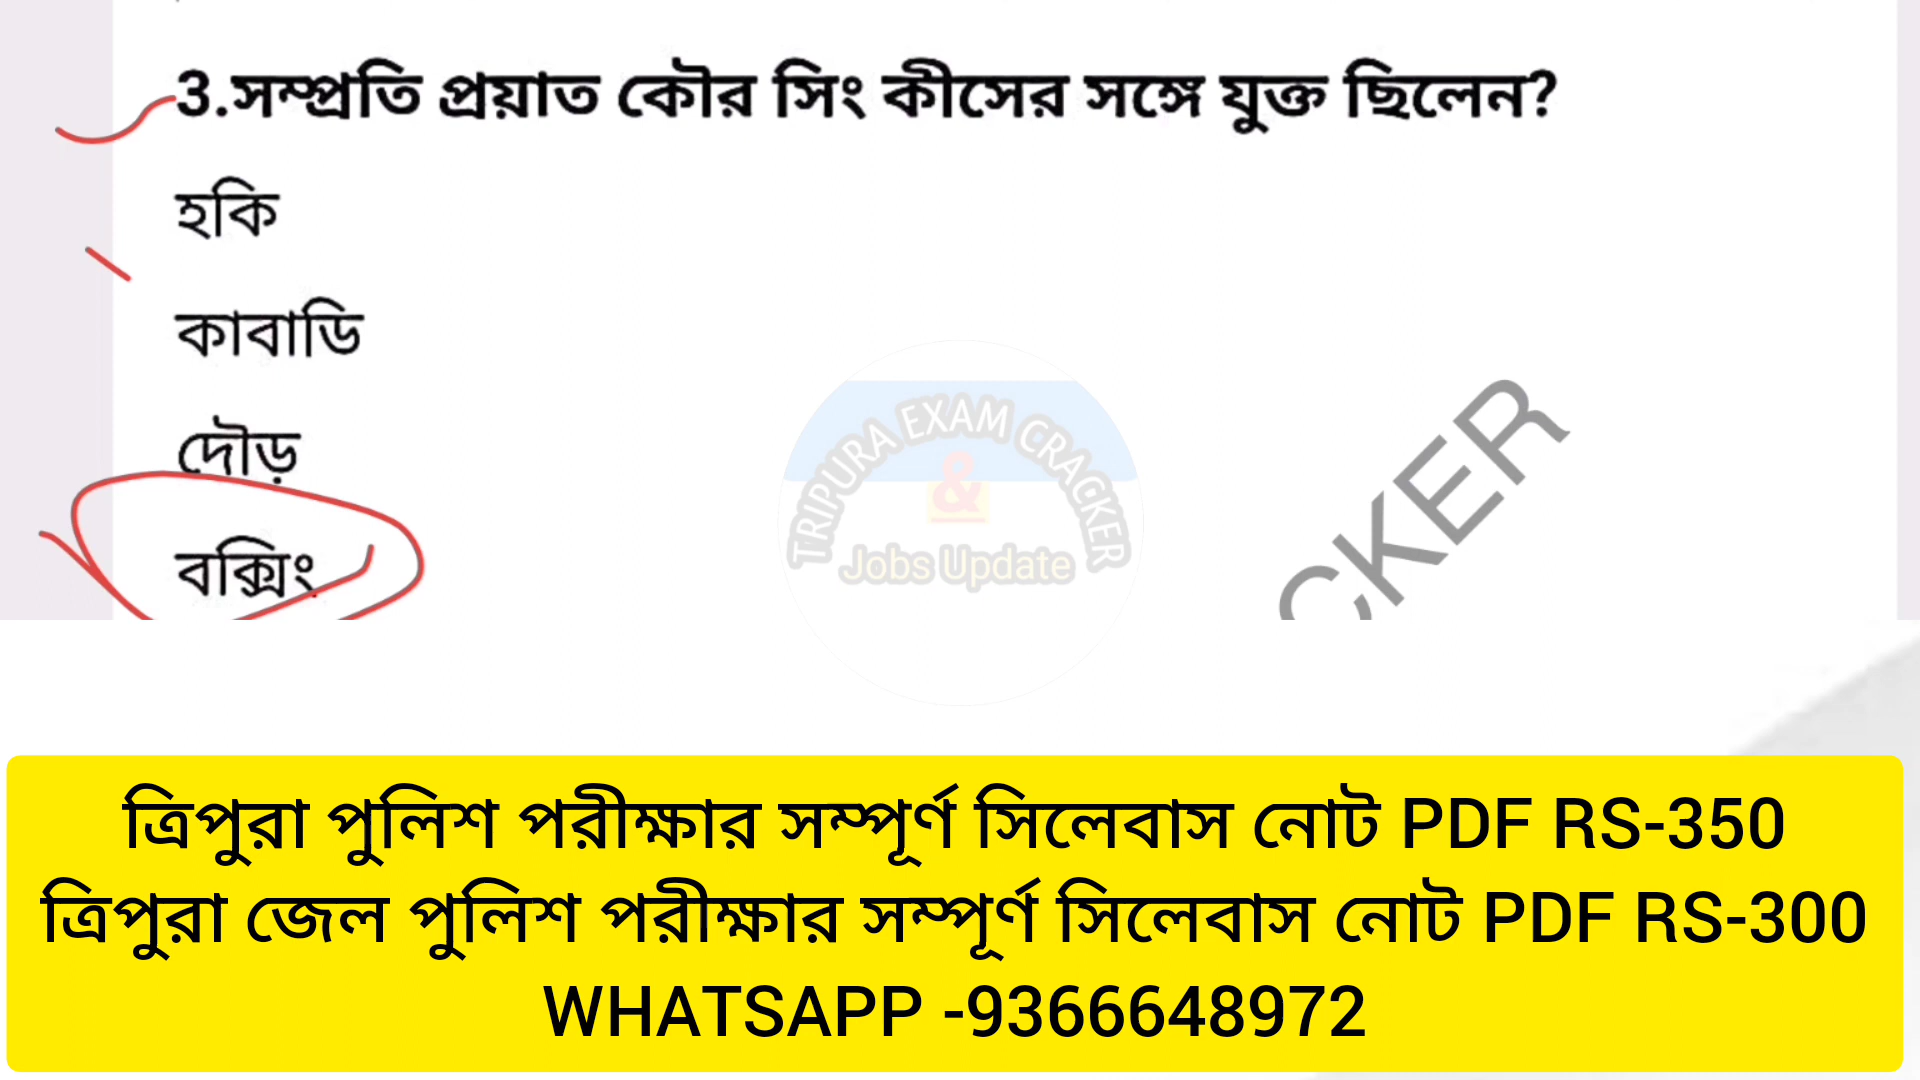 3.সম্প্রতি প্রয়াত কৌর সিং কীসের সঙ্গে যুক্ত ছিলেন?
হকি
কাবাডি
দৌড়
বক্সিং
TRIPURA EXAM CRACKER
&
Jobs Update
CKER
ত্রিপুরা পুলিশ পরীক্ষার সম্পূর্ণ সিলেবাস নোট PDF RS-350
ত্রিপুরা জেল পুলিশ পরীক্ষার সম্পূর্ণ সিলেবাস নোট PDF RS-300
WHATSAPP -9366648972